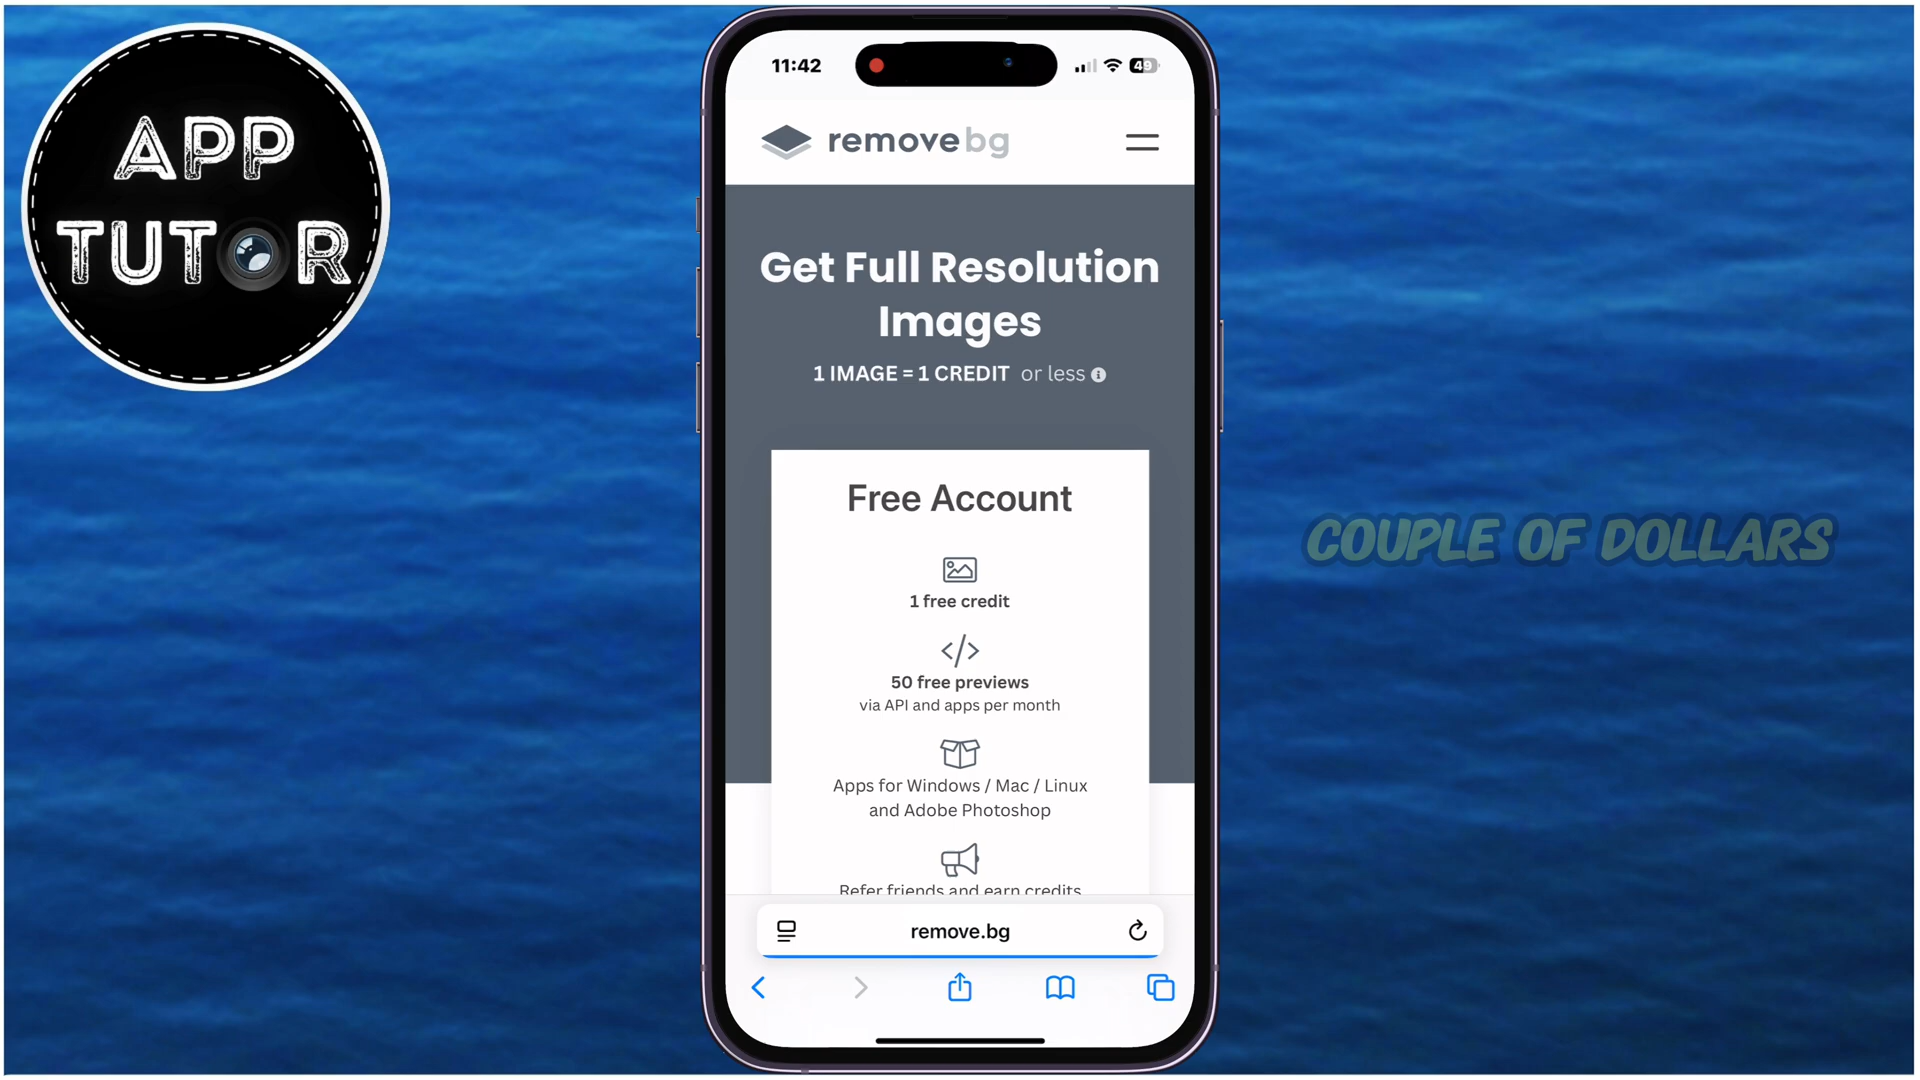 APP
TUTOR
11:42
49
remove bg
Get Full Resolution
Images
1 IMAGE = 1 CREDIT or less
Free Account
1 free credit
50 free previews
via API and apps per month
Apps for Windows / Mac / Linux
and Adobe Photoshop
Refer friends and earn credits
remove.bg
COUPLE OF DOLLARS